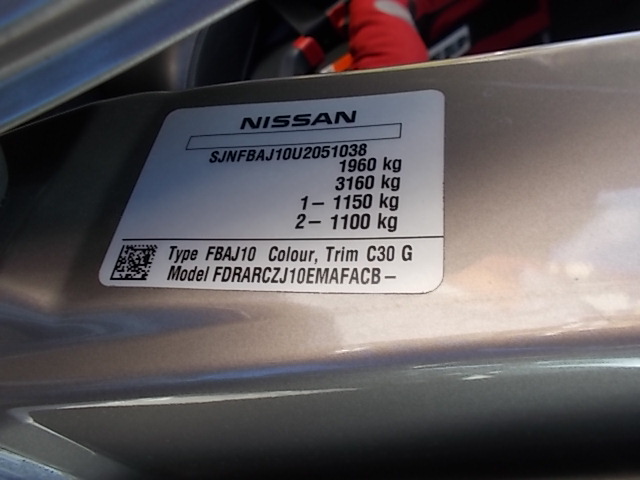 NISSAN
SJNFBAJ10U2051038
1960 kg
3160 kg
1– 1150 kg
2– 1100 kg
Type FBAJ10 Colour, Trim C30 G
Model FDRARCZJ10EMAFACB–